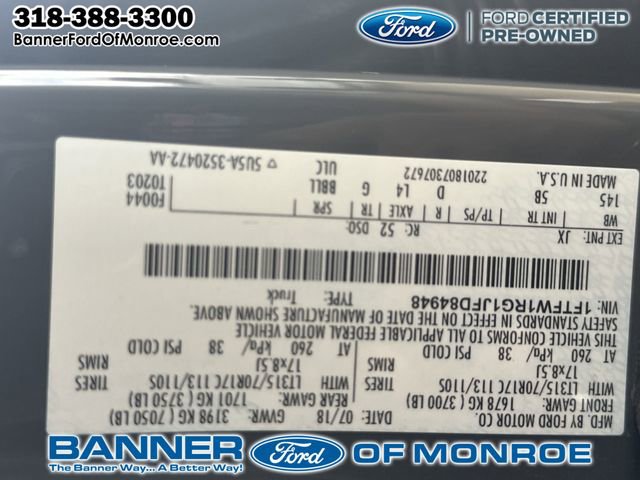 318-388-3300
BannerFordOfMonroe.com
Ford
FORD CERTIFIED
PRE-OWNED
MFD. BY FORD MOTOR CO.
DATE: 07/18 GVWR: 3198 KG ( 7050 LB)
FRONT GAWR: REAR GAWR:
1678 KG ( 3700 LB) 1701 KG ( 3750 LB)
WITH LT315/70R17C 113/110S TIRES LT315/70R17C 113/110S TIRES
17x8.5J RIMS 17x8.5J RIMS
AT 260 kPa/ 38 PSI COLD AT 260 kPa/ 38 PSI COLD
THIS VEHICLE CONFORMS TO ALL APPLICABLE FEDERAL MOTOR VEHICLE
SAFETY STANDARDS IN EFFECT ON THE DATE OF MANUFACTURE SHOWN ABOVE.
VIN: 1FTFW1RG1JFD84948
TYPE: Truck
F0044
T0203
EXT PNT: JX RC: 52 DSO:
WB INT TR TP/PS R AXLE TR SPR
145 5B D L4 G B8LL
MADE IN U.S.A. 2201807307672 ULC
▽ SU5A-3520472-AA
BANNER Ford OF MONROE
The Banner Way... A Better Way!